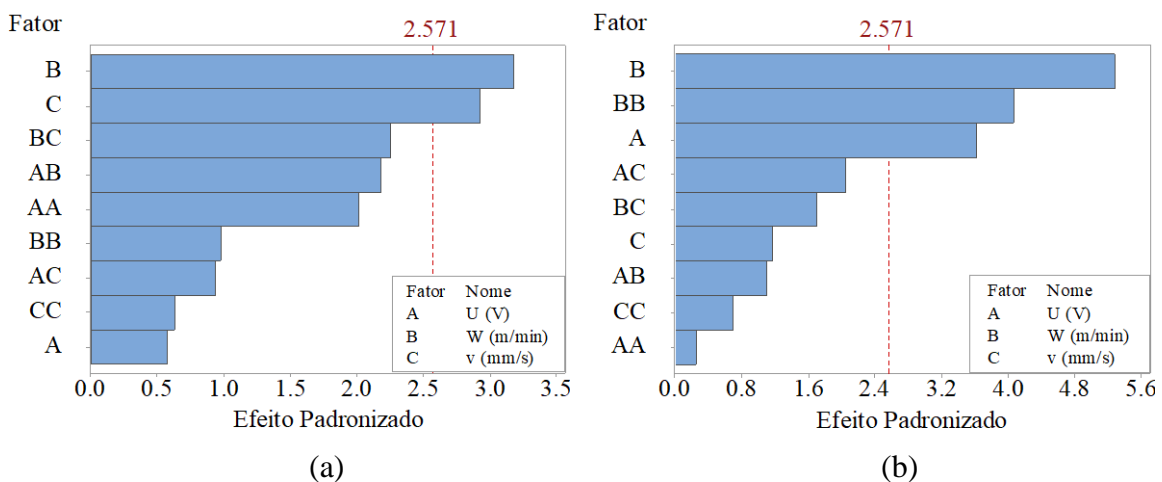 Fator
2.571
B
C
BC
AB
AA
BB
AC
CC
A
Fator Nome
A U (V)
B W (m/min)
C v (mm/s)
0.0 0.5 1.0 1.5 2.0 2.5 3.0 3.5
Efeito Padronizado
(a)
Fator
2.571
B
BB
A
AC
BC
C
AB
CC
AA
Fator Nome
A U (V)
B W (m/min)
C v (mm/s)
0.0 0.8 1.6 2.4 3.2 4.0 4.8 5.6
Efeito Padronizado
(b)